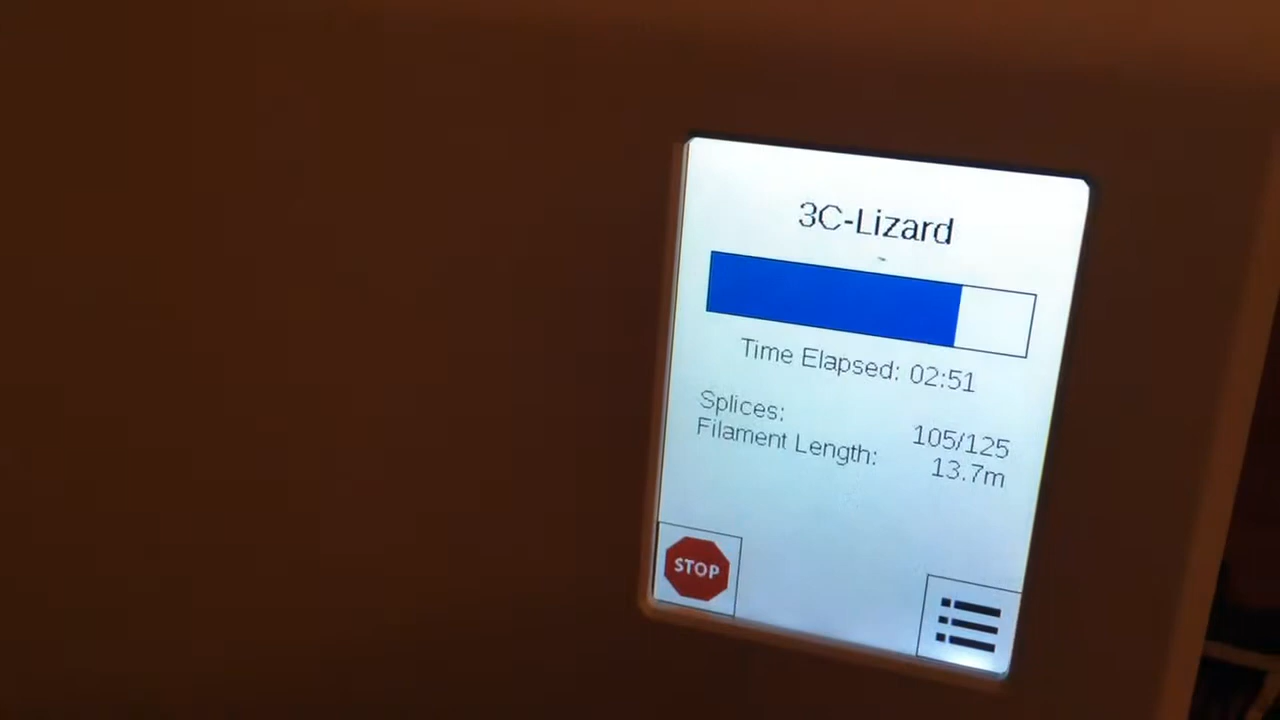 3C-Lizard
Time Elapsed: 02:51
Splices: 105/125
Filament Length: 13.7m
STOP